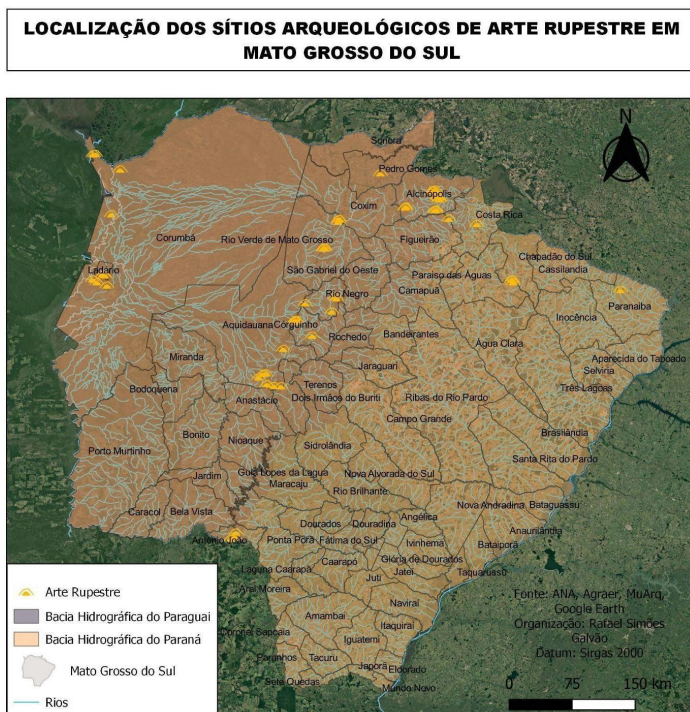 LOCALIZAÇÃO DOS SÍTIOS ARQUEOLÓGICOS DE ARTE RUPESTRE EM
MATO GROSSO DO SUL
N
Sonora
Pedro Gomes
Alcinópolis
Coxim
Costa Rica
Corumbá
Rio Verde de Mato Grosso
Figueirão
Chapadão do Sul
Ladário
São Gabriel do Oeste
Paraíso das Águas
Cassilandia
Camapuã
Rio Negro
Paranaíba
Inocência
Aquidauana
Corguinho
Bandeirantes
Rochedo
Água Clara
Miranda
Jaraguari
Aparecida do Taboado
Selvíria
Bodoquena
Terenos
Três Lagoas
Anastácio
Dois Irmãos do Buriti
Ribas do Rio Pardo
Campo Grande
Bonito
Brasilândia
Nioaque
Sidrolândia
Porto Murtinho
Santa Rita do Pardo
Jardim
Guia Lopes da Laguna
Nova Alvorada do Sul
Maracaju
Rio Brilhante
Caracol
Bela Vista
Nova Andradina
Bataguassu
Angélica
Dourados
Douradina
Anaurilândia
Antônio João
Ponta Porã
Fátima do Sul
Ivinhema
Bataiporã
Caarapó
Glória de Dourados
Laguna Caarapã
Jateí
Taquarussu
Juti
Aral Moreira
Naviraí
Amambai
Itaquiraí
Coronel Sapcaia
Iguatemi
Paranhos
Tacuru
Japorã
Eldorado
Sete Quedas
Mundo Novo
Arte Rupestre
Bacia Hidrográfica do Paraguai
Bacia Hidrográfica do Paraná
Mato Grosso do Sul
Rios
Fonte: ANA, Agraer, MuArq,
Google Earth
Organização: Rafael Simões
Galvão
Datum: Sirgas 2000
0 75 150 km